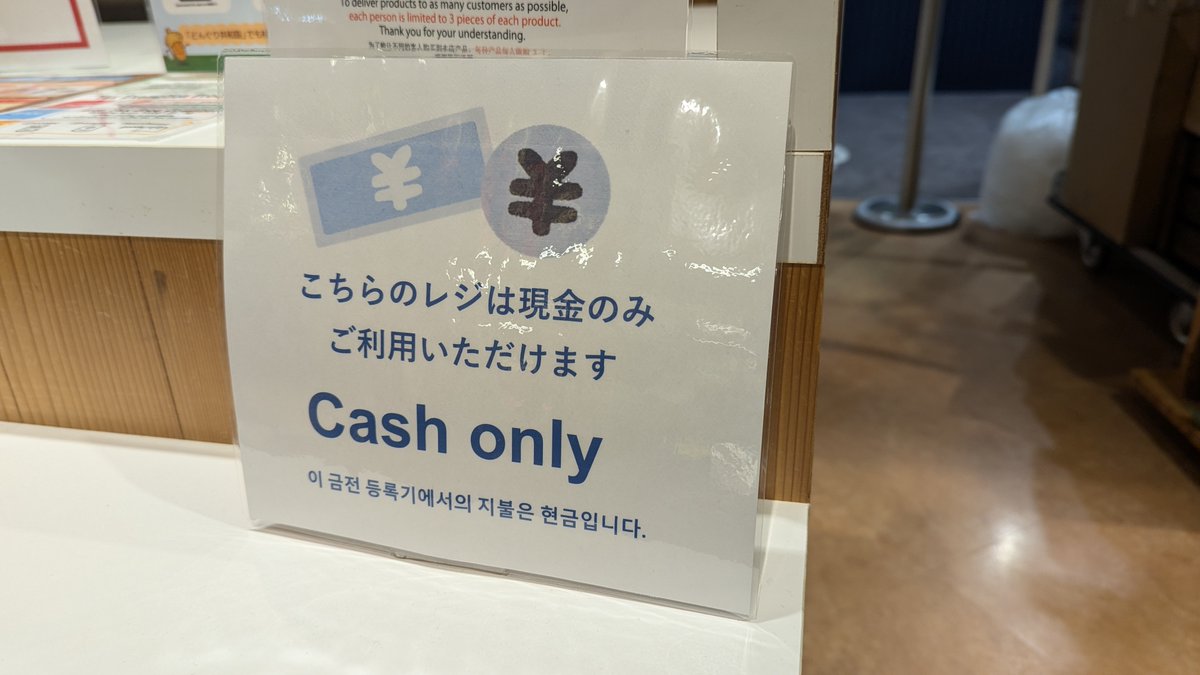 To deliver products to as many customers as possible,
each person is limited to 3 pieces of each product.
Thank you for your understanding.
¥ ¥
こちらのレジは現金のみ
ご利用いただけます
Cash only
이 금전 등록기에서의 지불은 현금입니다.